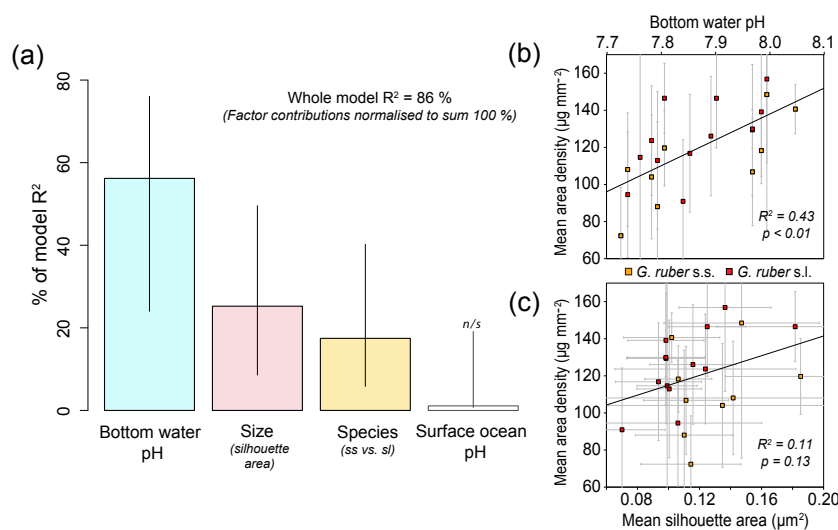 (a)
80
60
40
20
0
% of model R²
Whole model R² = 86 %
(Factor contributions normalised to sum 100 %)
n/s
Bottom water
pH
Size
(silhouette
area)
Species
(ss vs. sl)
Surface ocean
pH
Bottom water pH
7.7 7.8 7.9 8.0 8.1
(b)
160
140
120
100
80
60
Mean area density (µg mm⁻²)
R² = 0.43
p < 0.01
G. ruber s.s. G. ruber s.l.
(c)
160
140
120
100
80
60
Mean area density (µg mm⁻²)
R² = 0.11
p = 0.13
0.08 0.12 0.16 0.20
Mean silhouette area (µm²)